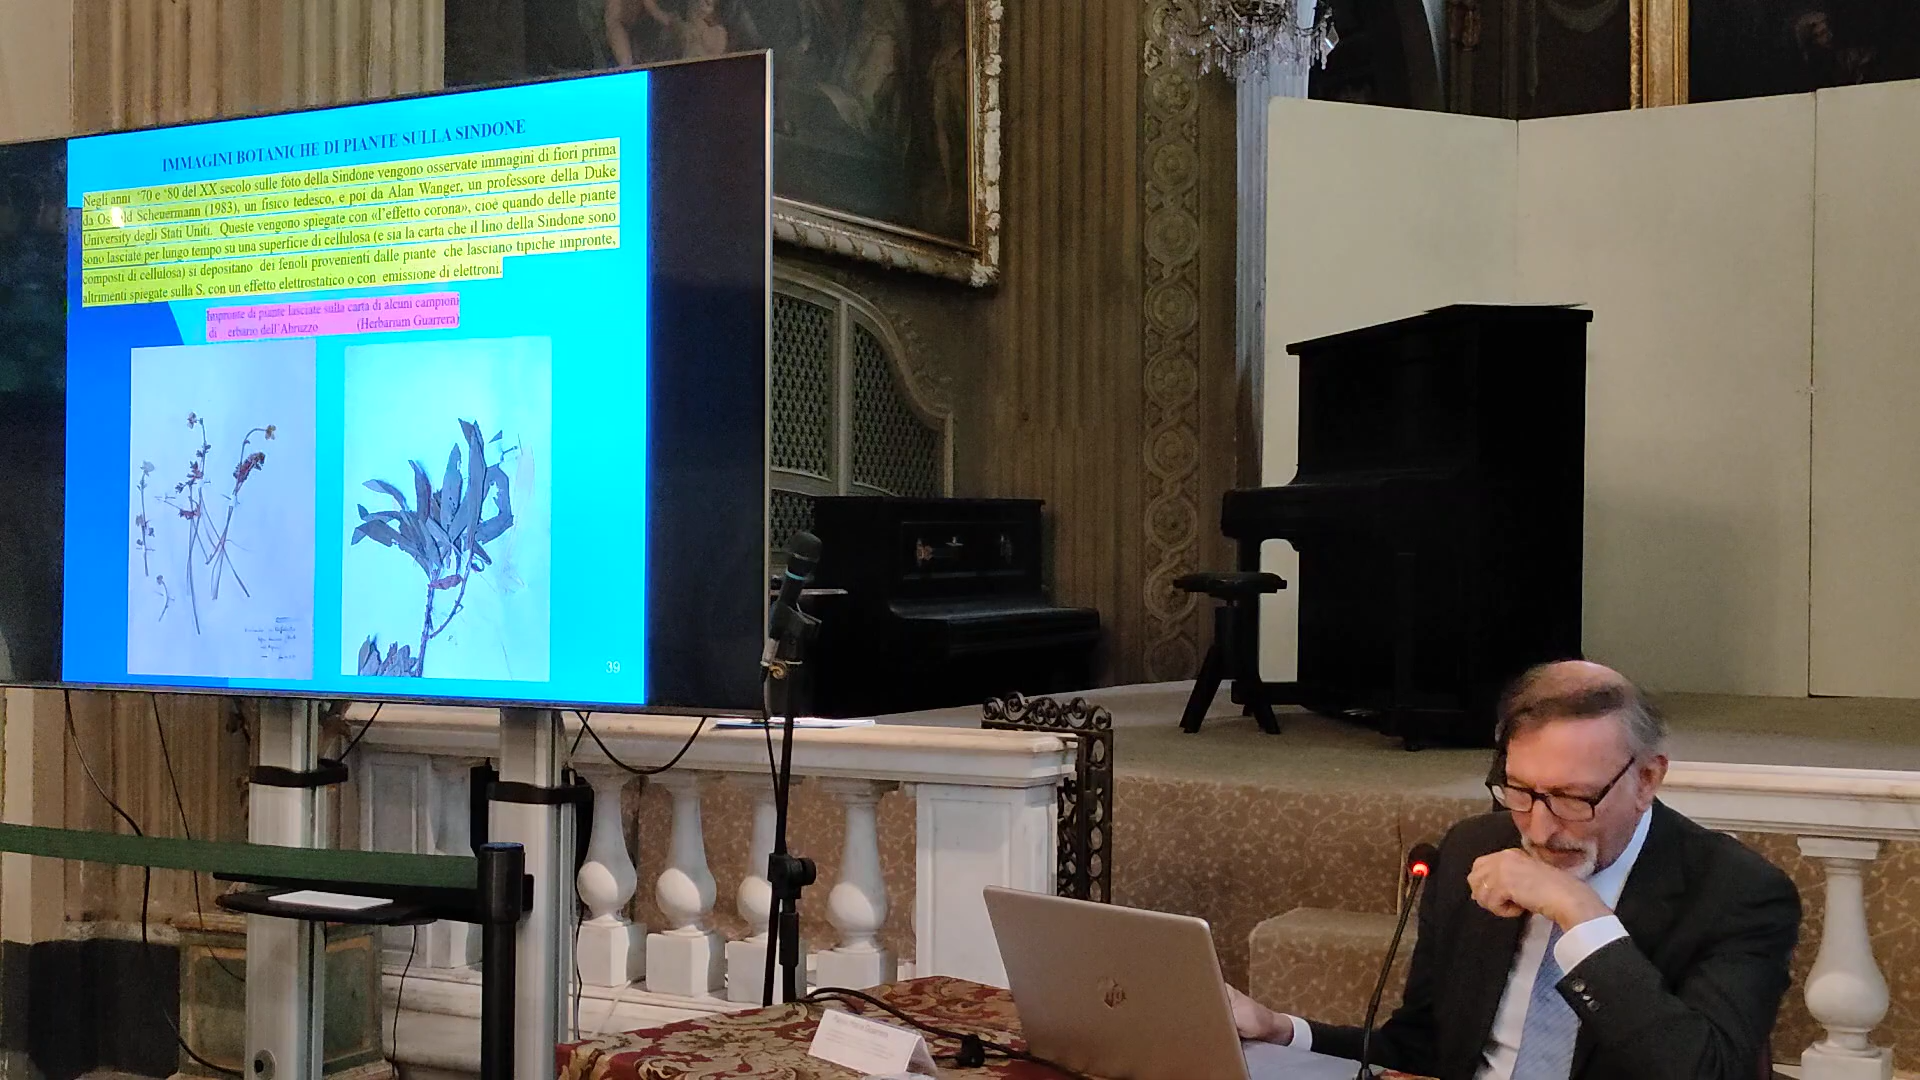 IMMAGINI BOTANICHE DI PIANTE SULLA SINDONE
Negli anni '70 e '80 del XX secolo sulle foto della Sindone vengono osservate immagini di fiori prima
da Os ld Scheuermann (1983), un fisico tedesco, e poi da Alan Wanger, un professore della Duke
University degli Stati Uniti. Queste vengono spiegate con «l'effetto corona», cioè quando delle piante
sono lasciate per lungo tempo su una superficie di cellulosa (e sia la carta che il lino della Sindone sono
composti di cellulosa) si depositano dei fenoli provenienti dalle piante che lasciano tipiche impronte,
altrimenti spiegate sulla S. con un effetto elettrostatico o con emissione di elettroni.
Impronte di piante lasciate sulla carta di alcuni campioni
di erbario dell'Abruzzo (Herbarium Guarrera)
39
hp